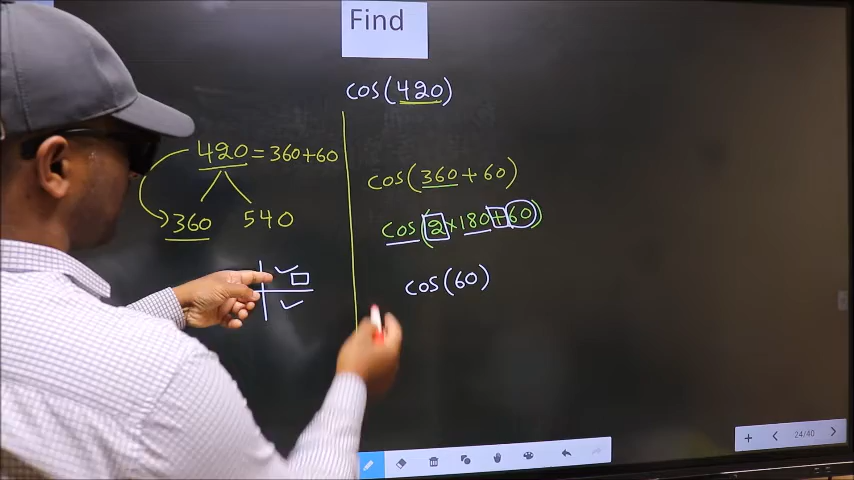 Find
cos(420)
420 = 360+60
360 540
cos(360+60)
cos(2×180+60)
cos(60)
24/40